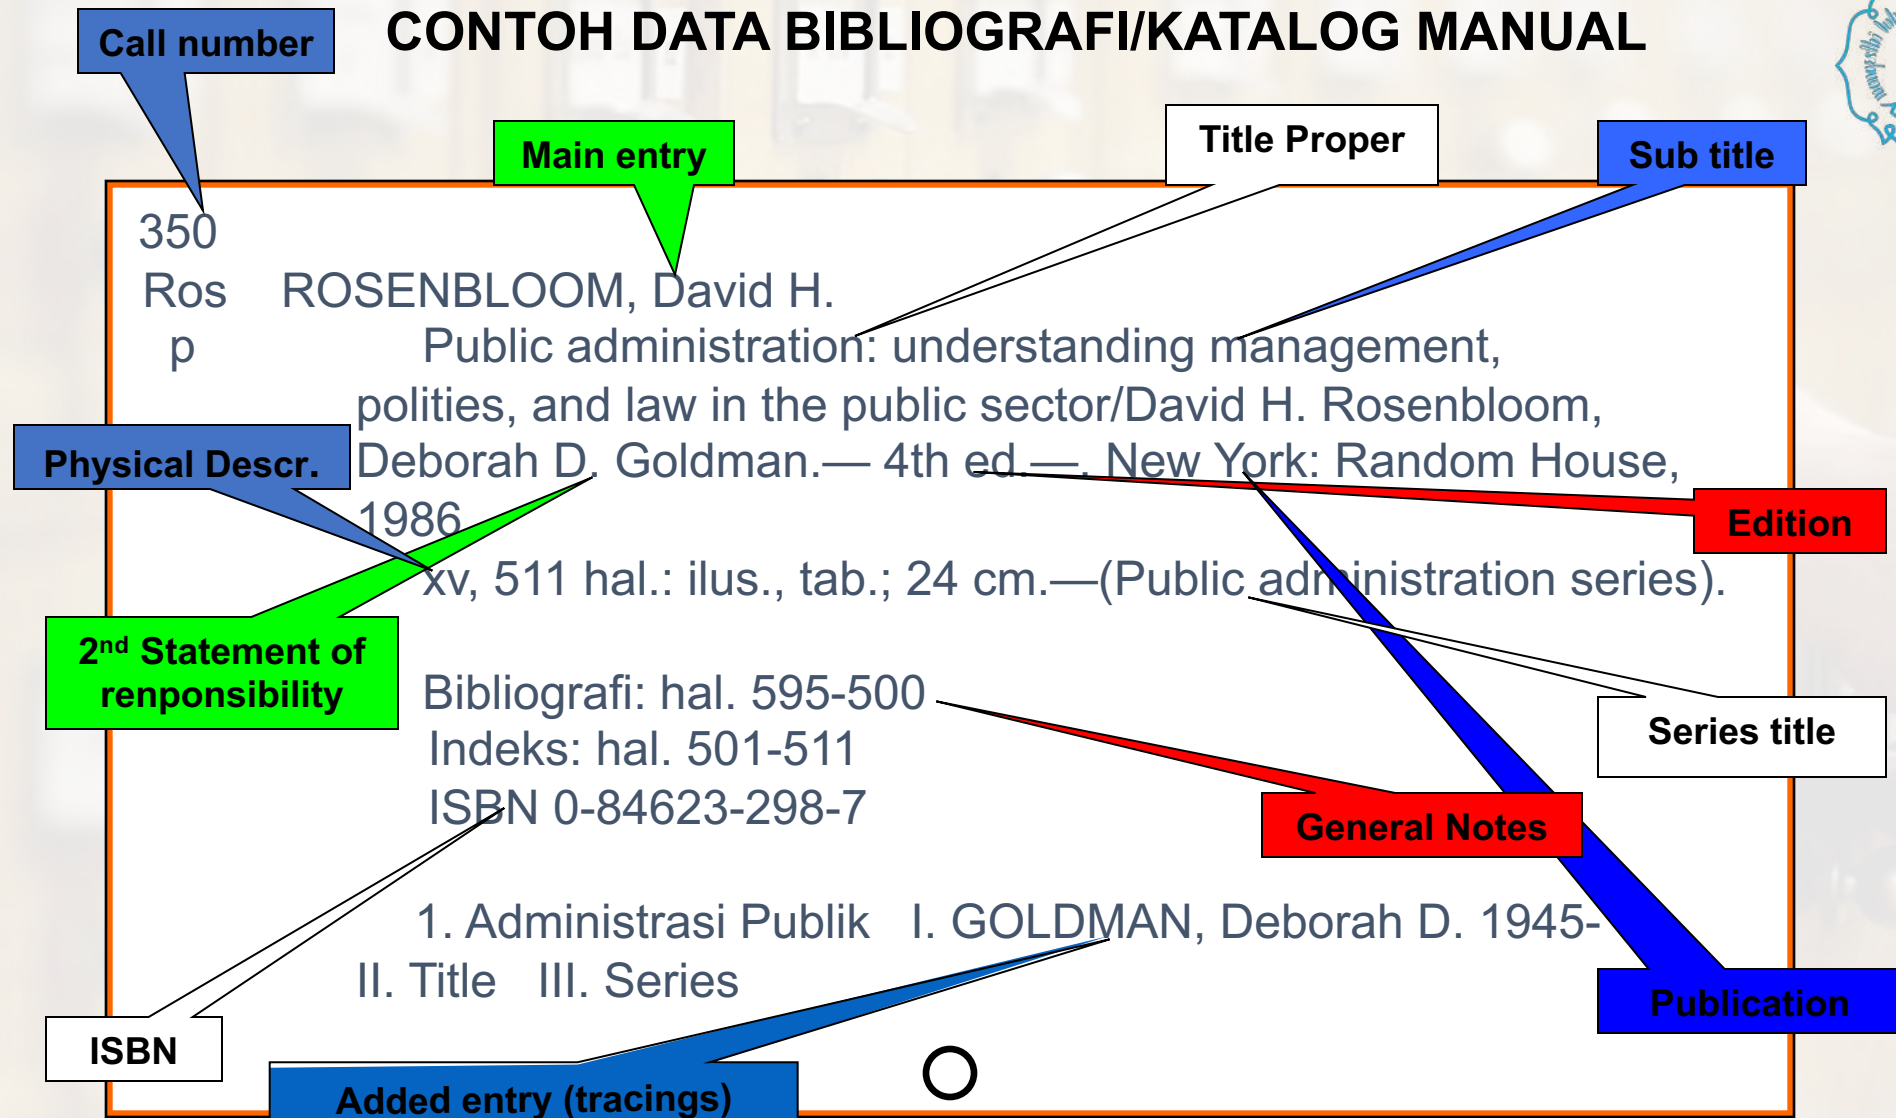 CONTOH DATA BIBLIOGRAFI/KATALOG MANUAL
Call number
Main entry
Title Proper
Sub title
350
Ros ROSENBLOOM, David H.
p Public administration: understanding management,
polities, and law in the public sector/David H. Rosenbloom,
Physical Descr.
Deborah D. Goldman.— 4th ed.—. New York: Random House,
1986
Edition
xv, 511 hal.: ilus., tab.; 24 cm.—(Public administration series).
2nd Statement of
renponsibility
Bibliografi: hal. 595-500
Series title
Indeks: hal. 501-511
ISBN 0-84623-298-7
General Notes
1. Administrasi Publik I. GOLDMAN, Deborah D. 1945-
II. Title III. Series
Publication
ISBN
Added entry (tracings)